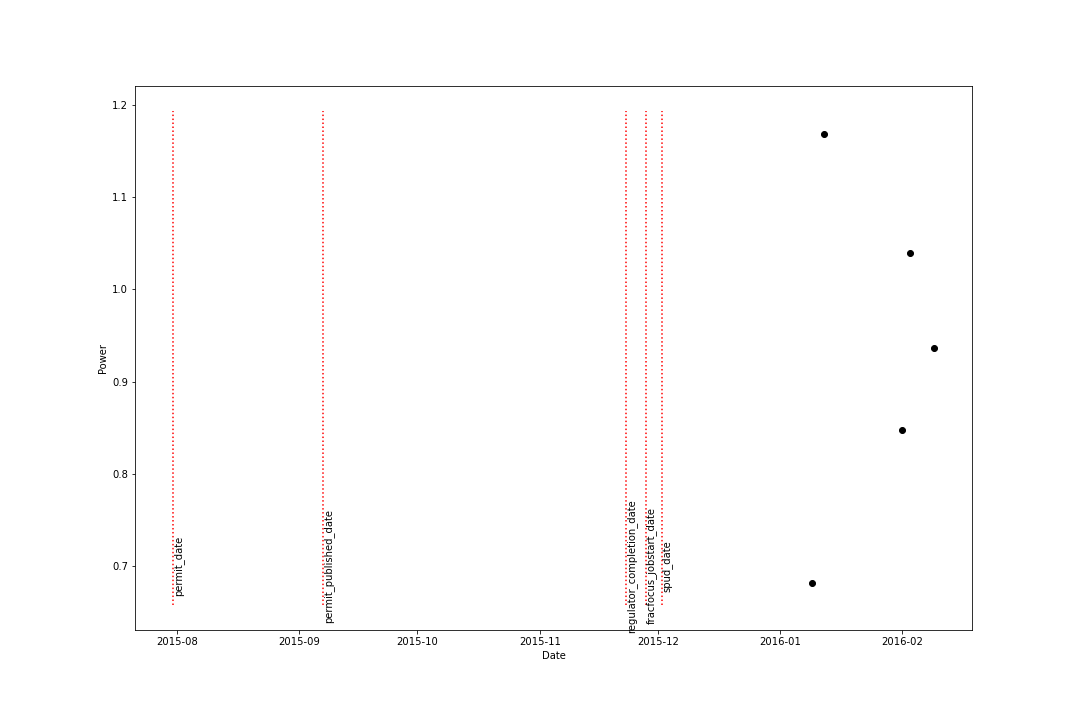 1.2
1.1
1.0
0.9
0.8
0.7
Power
permit_date
permit_published_date
regulator_completion_date
fracfocus_jobstart_date
spud_date
2015-08
2015-09
2015-10
2015-11
2015-12
2016-01
2016-02
Date